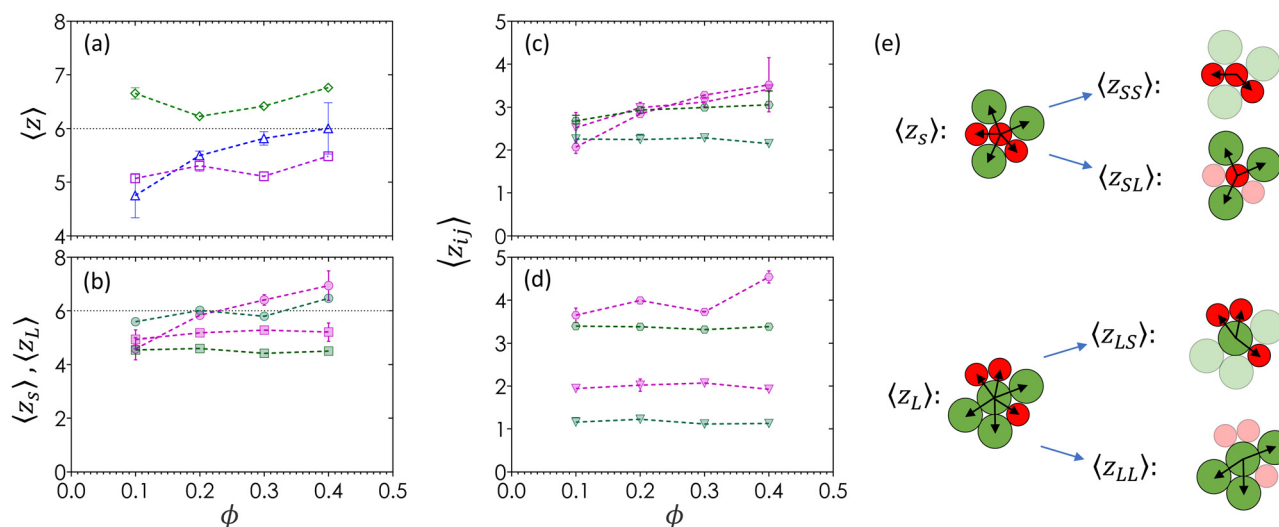 (a)
8
7
6
5
4
⟨z⟩
(b)
8
6
4
2
0
⟨z_s⟩ , ⟨z_L⟩
0.0 0.1 0.2 0.3 0.4 0.5
ϕ
(c)
5
4
3
2
1
0
⟨z_ij⟩
(d)
5
4
3
2
1
0
0.0 0.1 0.2 0.3 0.4 0.5
ϕ
(e)
⟨z_S⟩:
⟨z_SS⟩:
⟨z_SL⟩:
⟨z_L⟩:
⟨z_LS⟩:
⟨z_LL⟩: